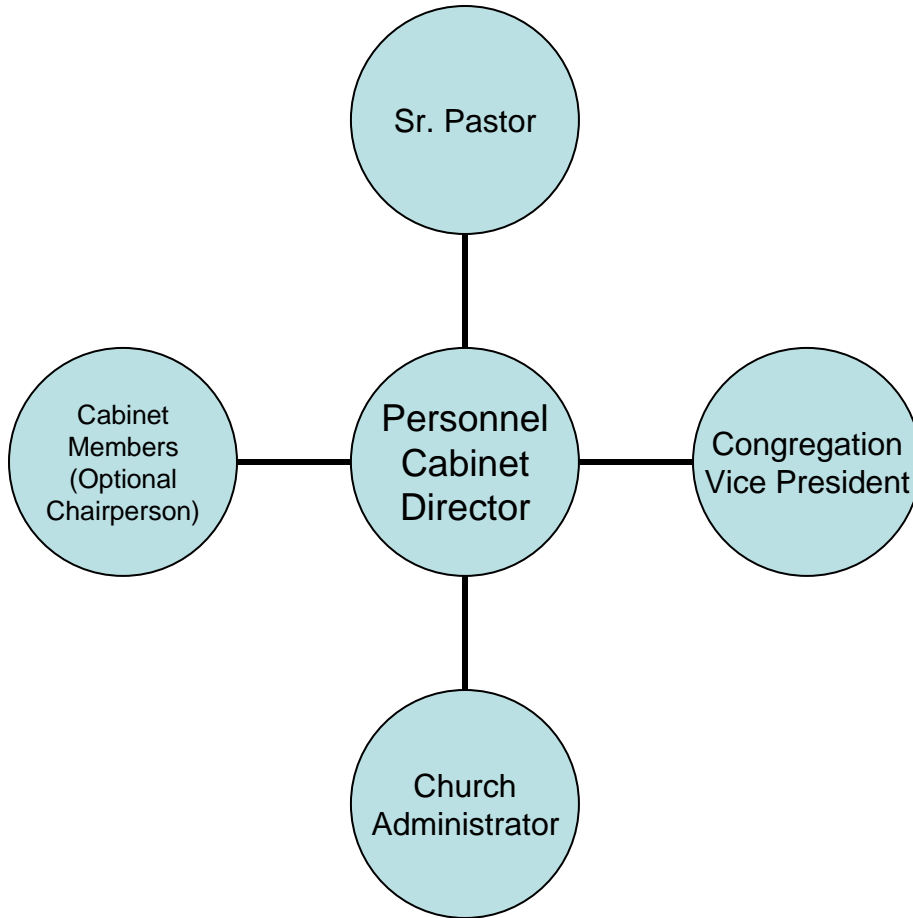 Sr. Pastor
Cabinet
Members
(Optional
Chairperson)
Personnel
Cabinet
Director
Congregation
Vice President
Church
Administrator